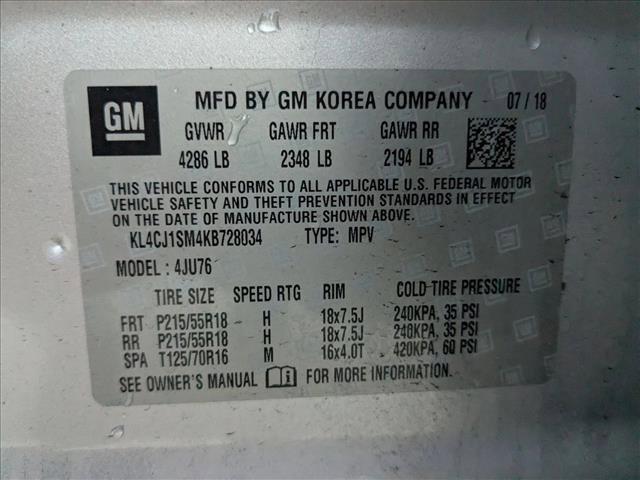 GM
MFD BY GM KOREA COMPANY 07 / 18
GVWR GAWR FRT GAWR RR
4286 LB 2348 LB 2194 LB
THIS VEHICLE CONFORMS TO ALL APPLICABLE U.S. FEDERAL MOTOR
VEHICLE SAFETY AND THEFT PREVENTION STANDARDS IN EFFECT
ON THE DATE OF MANUFACTURE SHOWN ABOVE.
KL4CJ1SM4KB728034 TYPE: MPV
MODEL: 4JU76
TIRE SIZE SPEED RTG RIM COLD TIRE PRESSURE
FRT P215/55R18 H 18x7.5J 240KPA, 35 PSI
RR P215/55R18 H 18x7.5J 240KPA, 35 PSI
SPA T125/70R16 M 16x4.0T 420KPA, 60 PSI
SEE OWNER'S MANUAL FOR MORE INFORMATION.